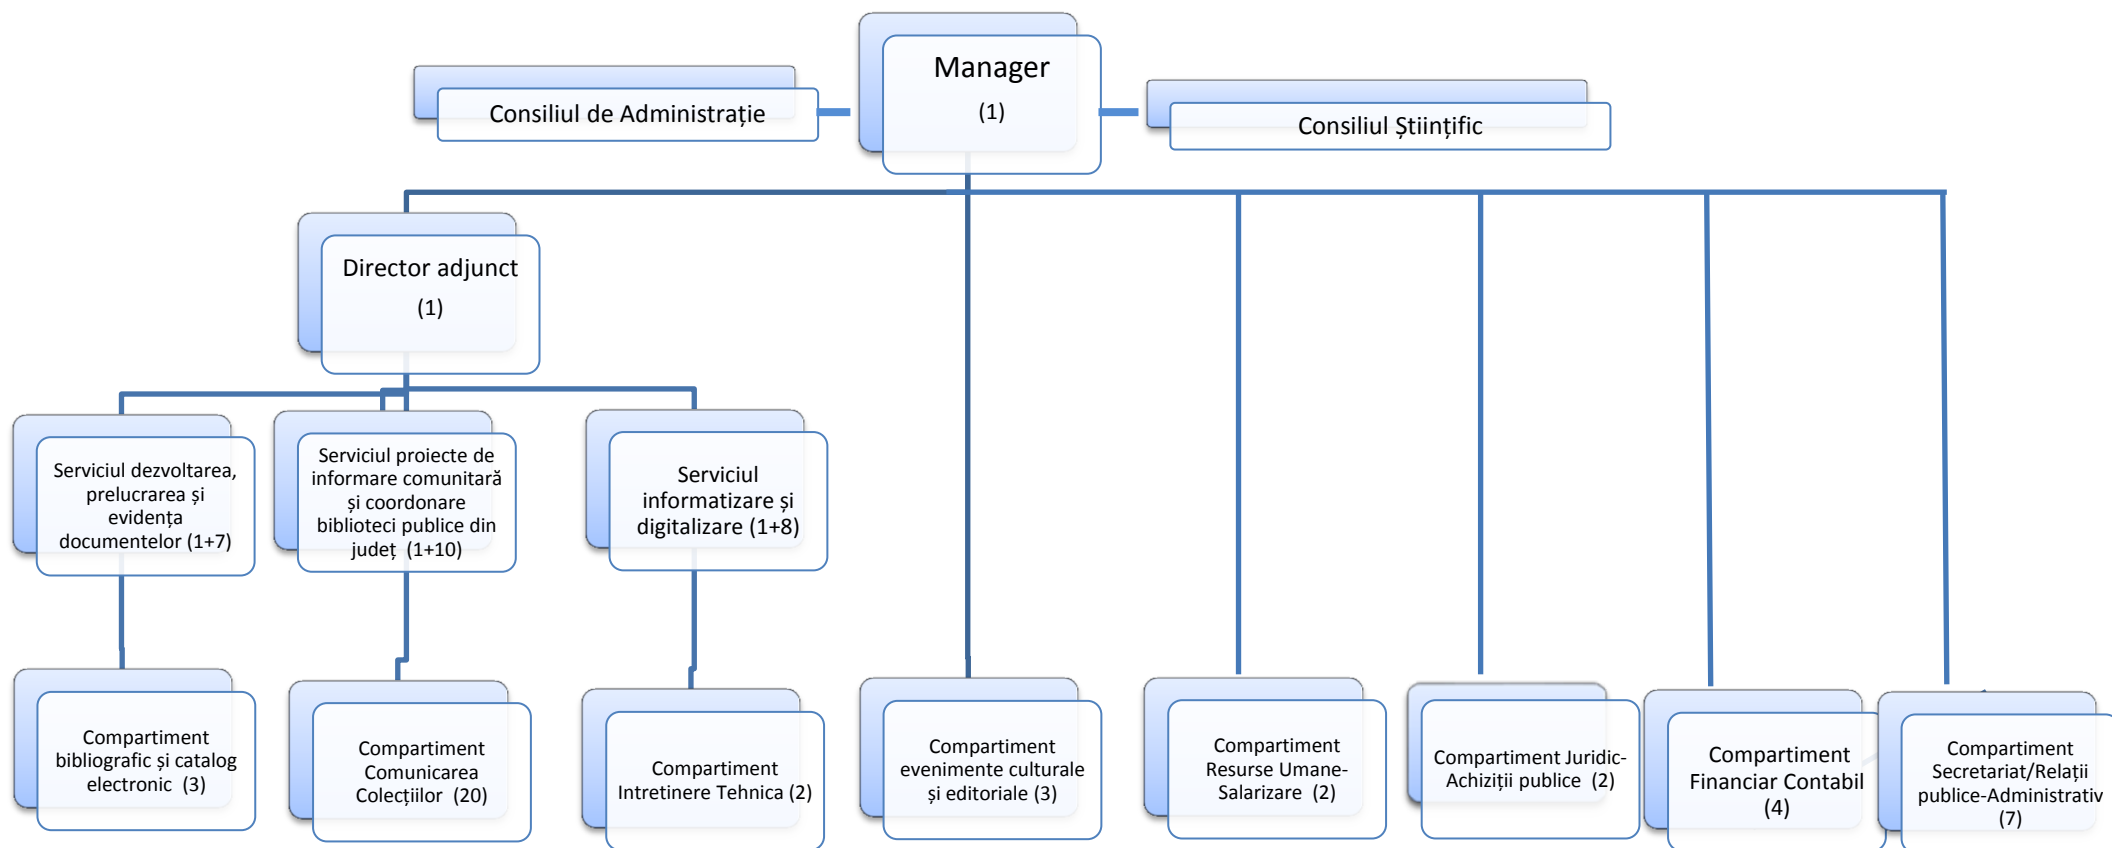 Manager
(1)
Consiliul de Administrație
Consiliul Științific
Director adjunct
(1)
Serviciul dezvoltarea,
prelucrarea și
evidența
documentelor (1+7)
Serviciul proiecte de
informare comunitară
și coordonare
biblioteci publice din
județ (1+10)
Serviciul
informatizare și
digitalizare (1+8)
Compartiment
bibliografic și catalog
electronic (3)
Compartiment
Comunicarea
Colecțiilor (20)
Compartiment
Intretinere Tehnica (2)
Compartiment
evenimente culturale
și editoriale (3)
Compartiment
Resurse Umane-
Salarizare (2)
Compartiment Juridic-
Achiziții publice (2)
Compartiment
Financiar Contabil
(4)
Compartiment
Secretariat/Relații
publice-Administrativ
(7)